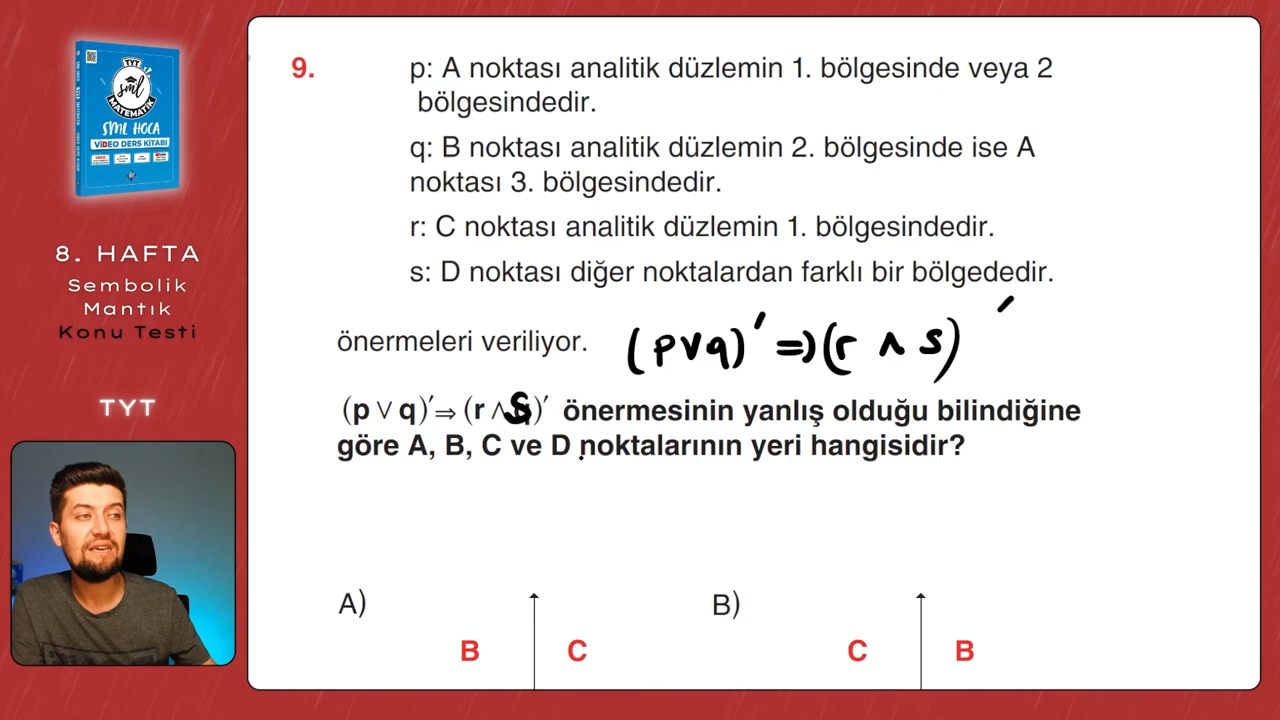 TYT
sml
MATEMATİK
SML HOCA
VİDEO DERS KİTABI
8. HAFTA
Sembolik
Mantık
Konu Testi
TYT
9.
p: A noktası analitik düzlemin 1. bölgesinde veya 2
bölgesindedir.
q: B noktası analitik düzlemin 2. bölgesinde ise A
noktası 3. bölgesindedir.
r: C noktası analitik düzlemin 1. bölgesindedir.
s: D noktası diğer noktalardan farklı bir bölgededir.
önermeleri veriliyor. (p∨q)′ ⇒ (r ∧ s)′
(p ∨ q)′ ⇒ (r ∧ S)′ önermesinin yanlış olduğu bilindiğine
göre A, B, C ve D noktalarının yeri hangisidir?
A) B)
B C C B